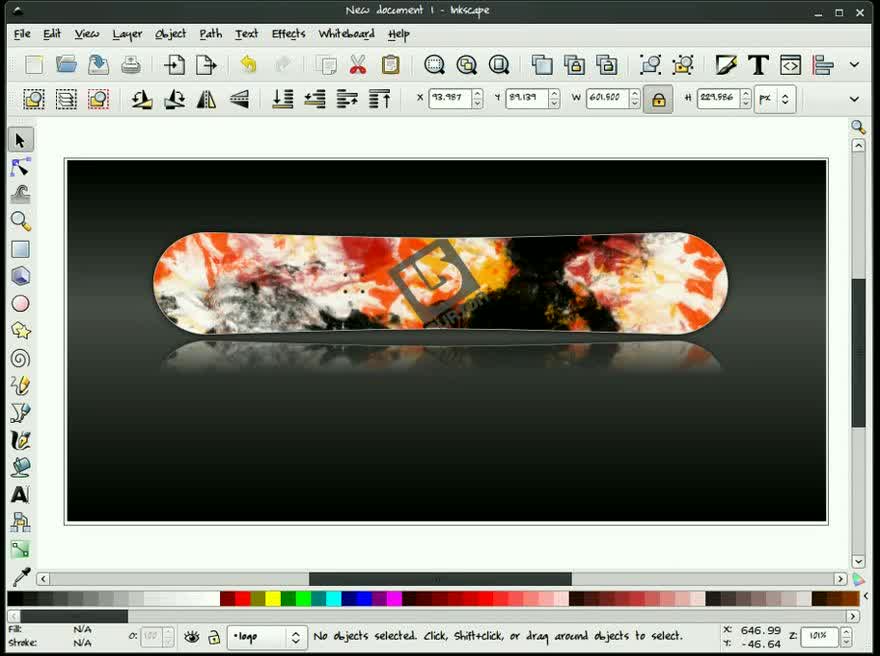 New document 1 - Inkscape
File Edit View Layer Object Path Text Effects Whiteboard Help
X 93.987 Y 89.139 W 601.500 H 229.586 px
Fill: N/A O: 100 *logo No objects selected. Click, Shift+click, or drag around objects to select. X: 646.99 Z: 101%
Stroke: N/A Y: -46.64